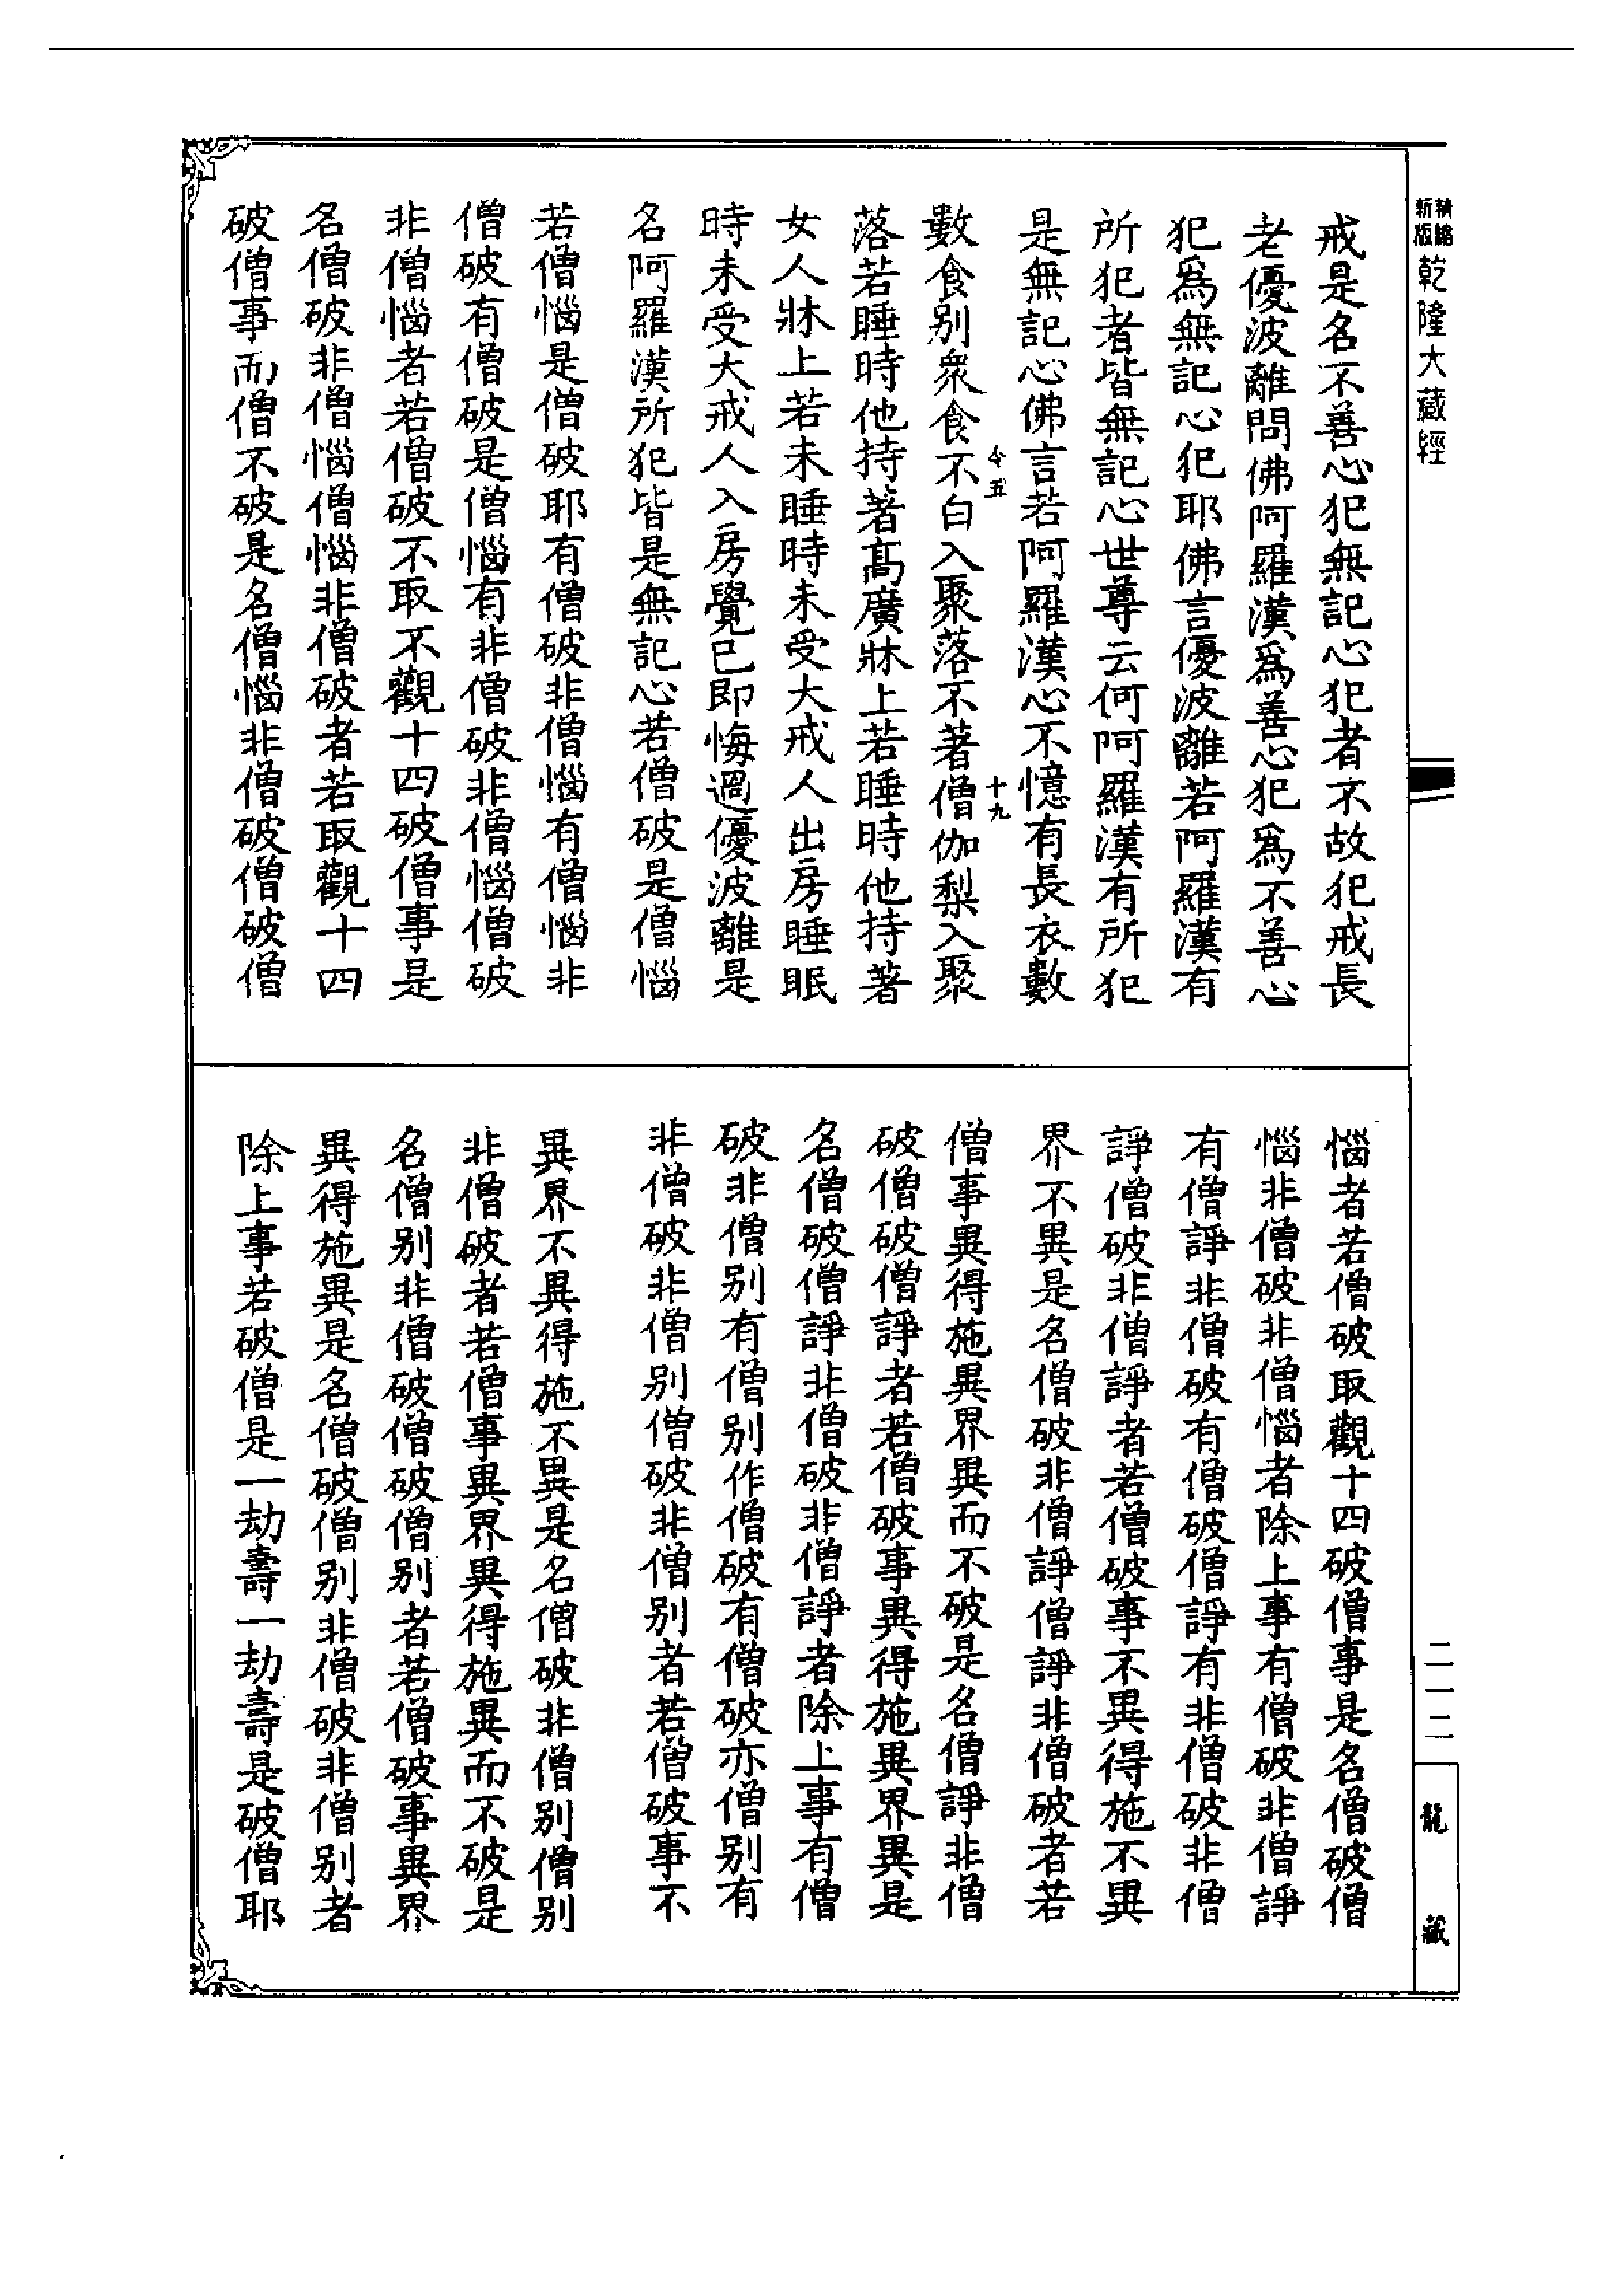 新編縮版乾隆大藏經
戒是名不善心犯無記心犯者不故犯戒長
老優波離問佛阿羅漢爲善心犯爲不善心
犯爲無記心犯耶佛言優波離若阿羅漢有
所犯者皆無記心世尊云何阿羅漢有所犯
是無記心佛言若阿羅漢心不憶有長衣數
數食別衆食不白入聚落不著僧伽梨入聚
令五
十九
落若睡時他持著髙廣牀上若睡時他持著
女人牀上若未睡時未受大戒人出房睡眠
時未受大戒人入房覺已即悔過優波離是
名阿羅漢所犯皆是無記心若僧破是僧惱
若僧惱是僧破耶有僧破非僧惱有僧惱非
僧破有僧破是僧惱有非僧破非僧惱僧破
非僧惱者若僧破不取不觀十四破僧事是
名僧破非僧惱僧惱非僧破者若取觀十四
破僧事而僧不破是名僧惱非僧破僧破僧
惱者若僧破取觀十四破僧事是名僧破僧
惱非僧破非僧惱者除上事有僧破非僧諍
有僧諍非僧破有僧破僧諍有非僧破非僧
諍僧破非僧諍者若僧破事不異得施不異
界不異是名僧破非僧諍僧諍非僧破者若
僧事異得施異界異而不破是名僧諍非僧
破僧破僧諍者若僧破事異得施異界異是
名僧破僧諍非僧破非僧諍者除上事有僧
破非僧别有僧别作僧破有僧破亦僧别有
非僧破非僧别僧破非僧别者若僧破事不
異界不異得施不異是名僧破非僧别僧别
非僧破者若僧事異界異得施異而不破是
名僧别非僧破僧破僧别者若僧破事異界
異得施異是名僧破僧别非僧破非僧别者
除上事若破僧是一劫壽一劫壽是破僧耶
二一二
龍藏